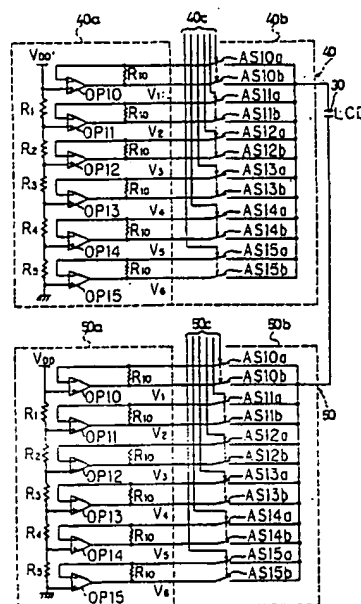 40a 40c 40b
VDD' AS10a 40
R10 AS10b 30
OP10 V1 AS11a LCD
R1 R10 AS11b
OP11 V2 AS12a
R2 R10 AS12b
OP12 V3 AS13a
R3 R10 AS13b
OP13 V4 AS14a
R4 R10 AS14b
OP14 V5 AS15a
R5 R10 AS15b
OP15 V6
50a 50c 50b
VDD AS10a
R10 AS10b
OP10 V1 AS11a 50
R1 R10 AS11b
OP11 V2 AS12a
R2 R10 AS12b
OP12 V3 AS13a
R3 R10 AS13b
OP13 V4 AS14a
R4 R10 AS14b
OP14 V5 AS15a
R5 R10 AS15b
OP15 V6